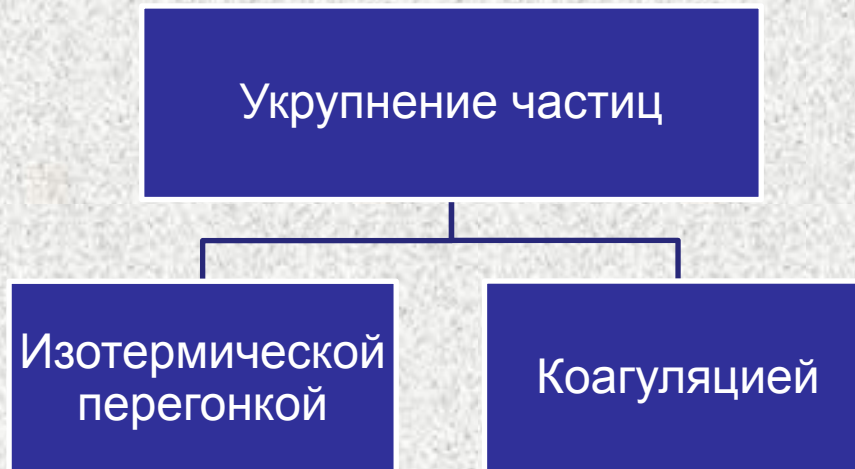 Укрупнение частиц
Изотермической
перегонкой
Коагуляцией